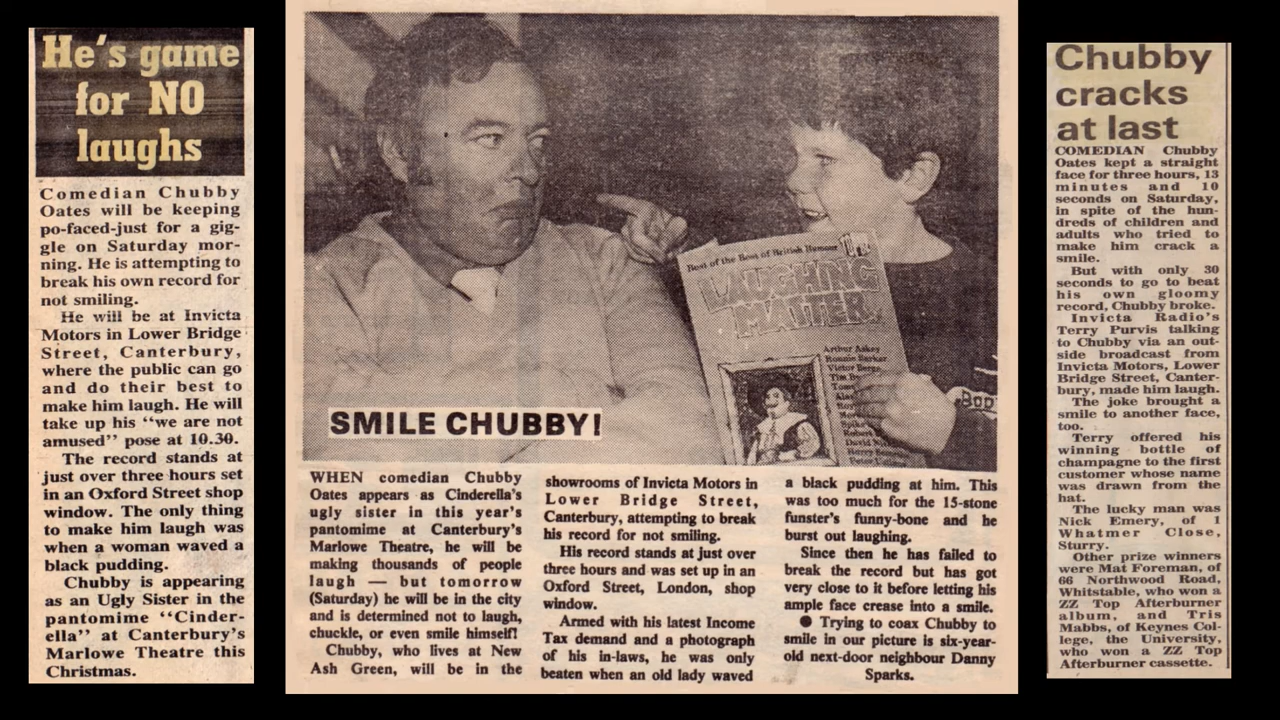 He's game
for NO
laughs
Comedian Chubby
Oates will be keeping
po-faced-just for a gig-
gle on Saturday mor-
ning. He is attempting to
break his own record for
not smiling.
He will be at Invicta
Motors in Lower Bridge
Street, Canterbury,
where the public can go
and do their best to
make him laugh. He will
take up his "we are not
amused" pose at 10.30.
The record stands at
just over three hours set
in an Oxford Street shop
window. The only thing
to make him laugh was
when a woman waved a
black pudding.
Chubby is appearing
as an Ugly Sister in the
pantomime "Cinder-
ella" at Canterbury's
Marlowe Theatre this
Christmas.
Best of the Best of British Humour
LAUGHING
MATTER
Arthur Askey
Ronnie Barker
Victor
Tim
David
SMILE CHUBBY!
WHEN comedian Chubby
Oates appears as Cinderella's
ugly sister in this year's
pantomime at Canterbury's
Marlowe Theatre, he will be
making thousands of people
laugh — but tomorrow
(Saturday) he will be in the city
and is determined not to laugh,
chuckle, or even smile himself!
Chubby, who lives at New
Ash Green, will be in the
showrooms of Invicta Motors in
Lower Bridge Street,
Canterbury, attempting to break
his record for not smiling.
His record stands at just over
three hours and was set up in an
Oxford Street, London, shop
window.
Armed with his latest Income
Tax demand and a photograph
of his in-laws, he was only
beaten when an old lady waved
a black pudding at him. This
was too much for the 15-stone
funster's funny-bone and he
burst out laughing.
Since then he has failed to
break the record but has got
very close to it before letting his
ample face crease into a smile.
● Trying to coax Chubby to
smile in our picture is six-year-
old next-door neighbour Danny
Sparks.
Chubby
cracks
at last
COMEDIAN Chubby
Oates kept a straight
face for three hours, 13
minutes and 10
seconds on Saturday,
in spite of the hun-
dreds of children and
adults who tried to
make him crack a
smile.
But with only 30
seconds to go to beat
his own gloomy
record, Chubby broke.
Invicta Radio's
Terry Purvis talking
to Chubby via an out-
side broadcast from
Invicta Motors, Lower
Bridge Street, Canter-
bury, made him laugh.
The joke brought a
smile to another face,
too.
Terry offered his
winning bottle of
champagne to the first
customer whose name
was drawn from the
hat.
The lucky man was
Nick Emery, of 1
Whatmer Close,
Sturry.
Other prize winners
were Mat Foreman, of
66 Northwood Road,
Whitstable, who won a
ZZ Top Afterburner
album, and Tris
Mabbs, of Keynes Col-
lege, the University,
who won a ZZ Top
Afterburner cassette.